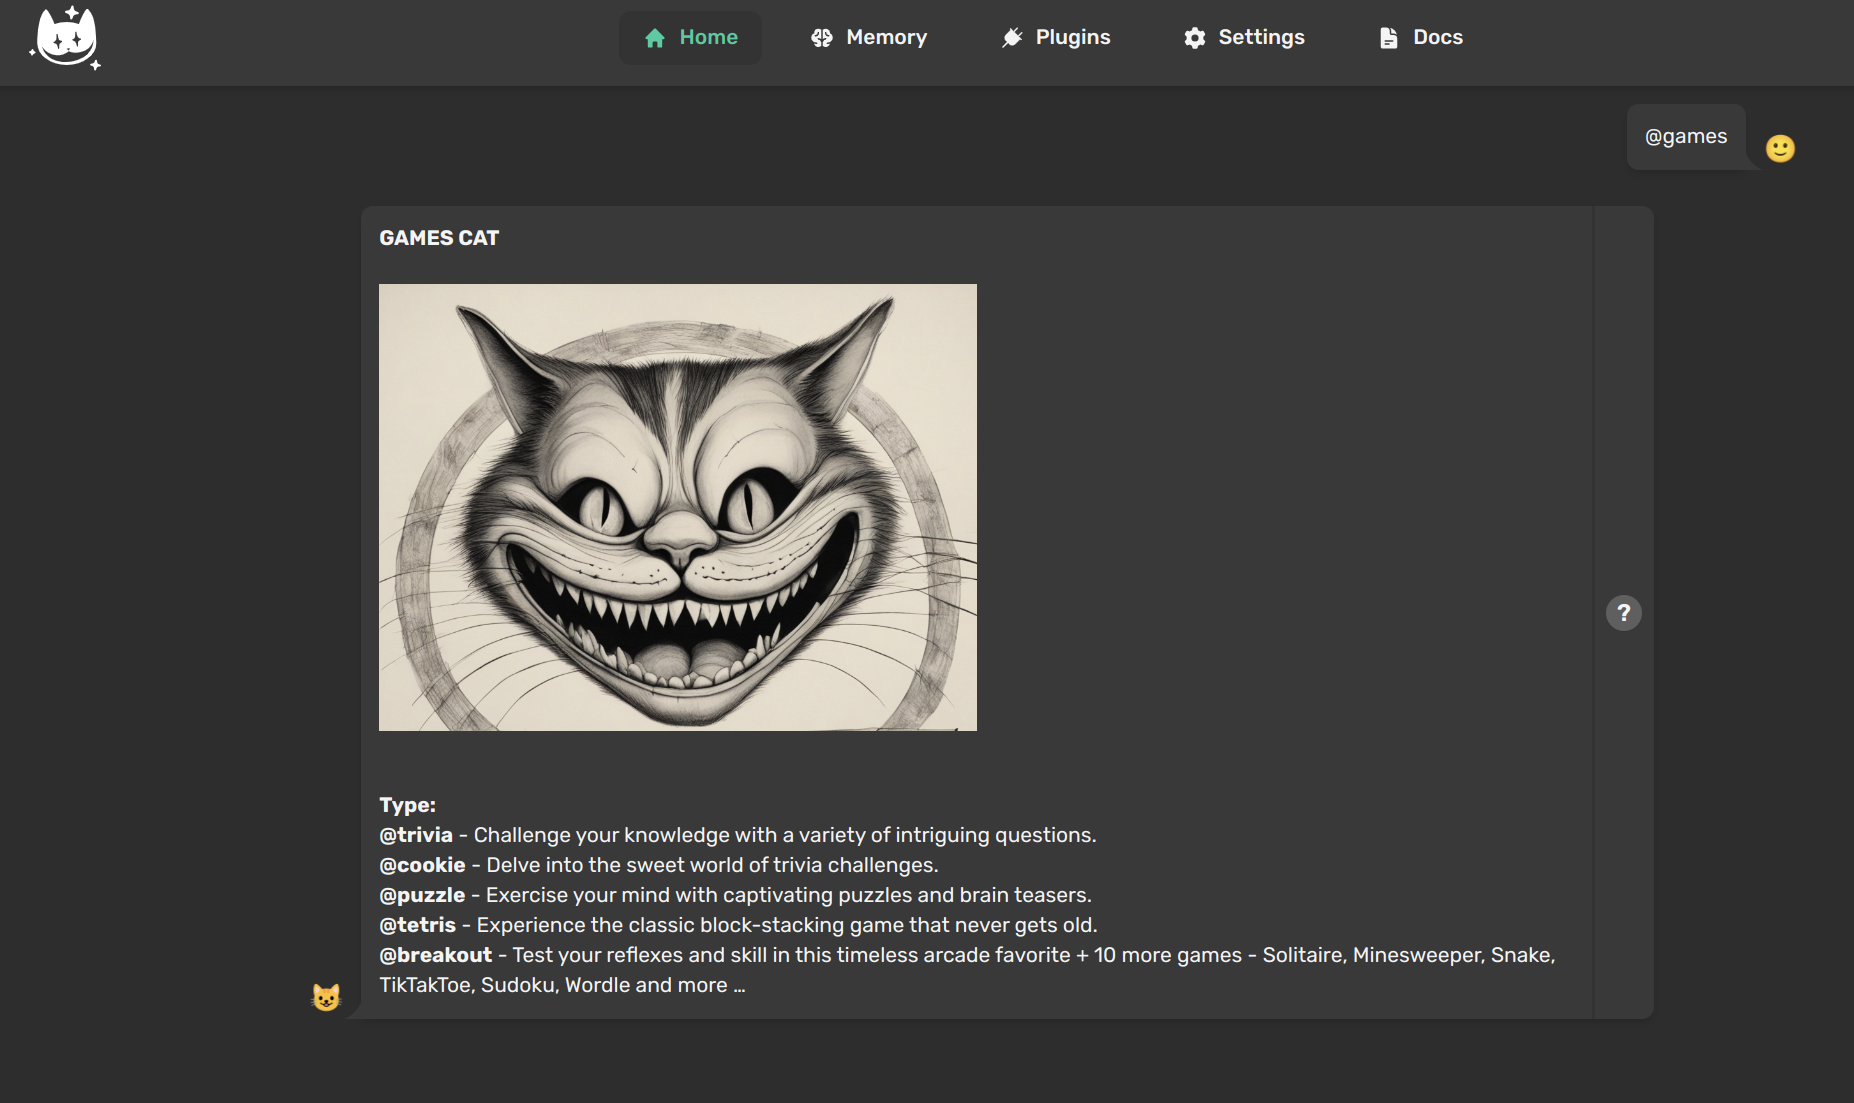 Home Memory Plugins Settings Docs
@games
GAMES CAT
Type:
@trivia - Challenge your knowledge with a variety of intriguing questions.
@cookie - Delve into the sweet world of trivia challenges.
@puzzle - Exercise your mind with captivating puzzles and brain teasers.
@tetris - Experience the classic block-stacking game that never gets old.
@breakout - Test your reflexes and skill in this timeless arcade favorite + 10 more games - Solitaire, Minesweeper, Snake,
TikTakToe, Sudoku, Wordle and more ...
?